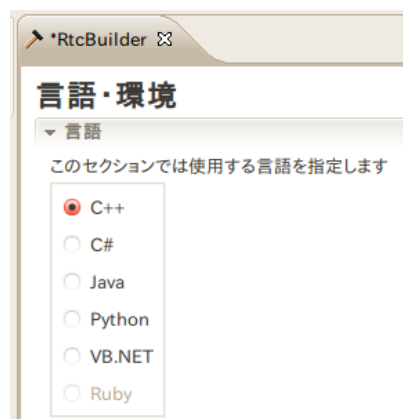 *RtcBuilder
言語・環境
言語
このセクションでは使用する言語を指定します
C++
C#
Java
Python
VB.NET
Ruby